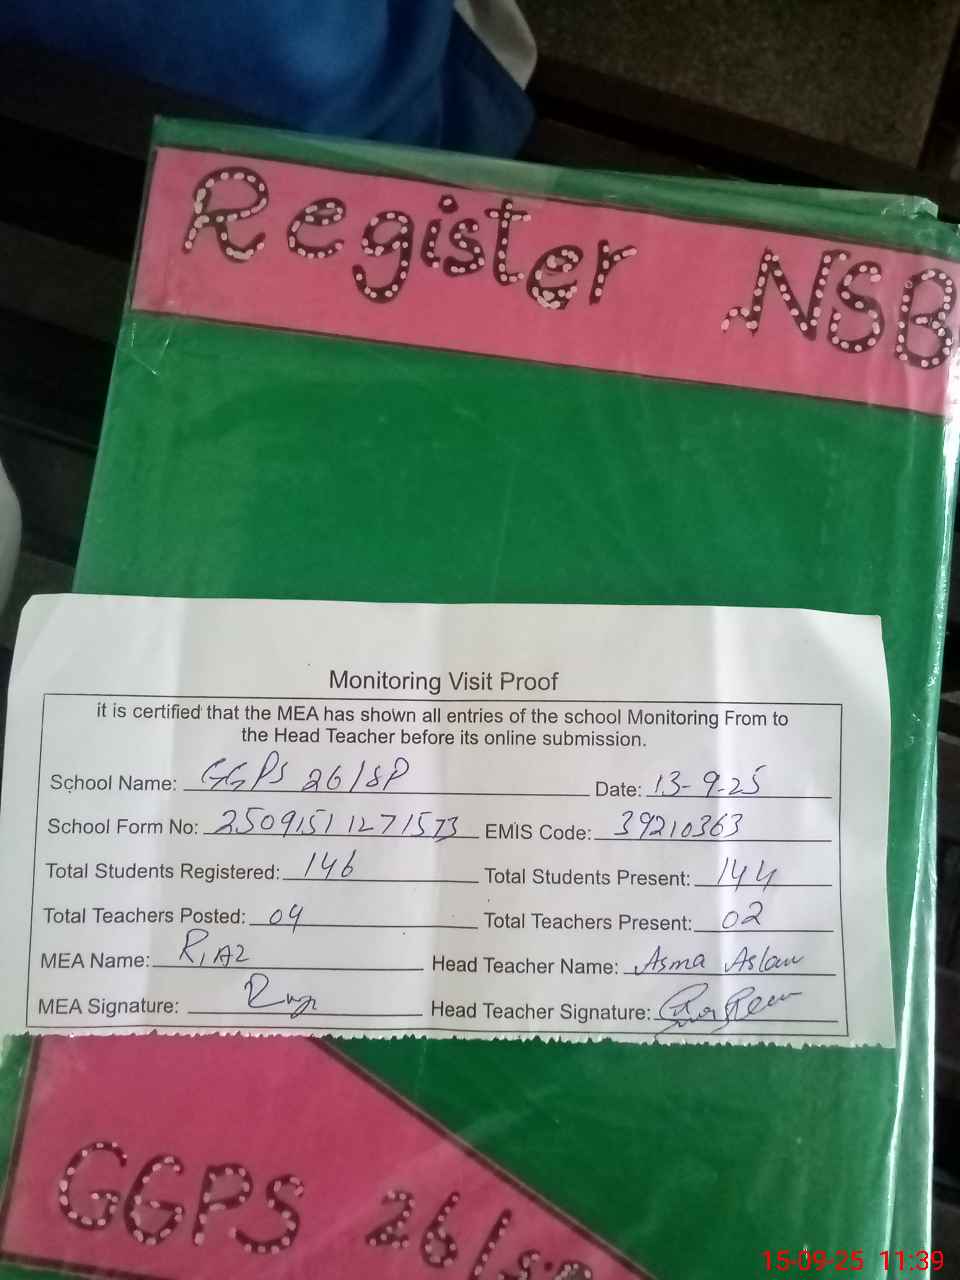 Register NSB
Monitoring Visit Proof
it is certified that the MEA has shown all entries of the school Monitoring From to
the Head Teacher before its online submission.
School Name: GGPS 26/SP Date: 13-9-25
School Form No: 25091511271573 EMIS Code: 39210363
Total Students Registered: 146 Total Students Present: 144
Total Teachers Posted: 04 Total Teachers Present: 02
MEA Name: RIAZ Head Teacher Name: Asma Aslam
MEA Signature: Head Teacher Signature:
GGPS 26/SP
15-09-25 11:39